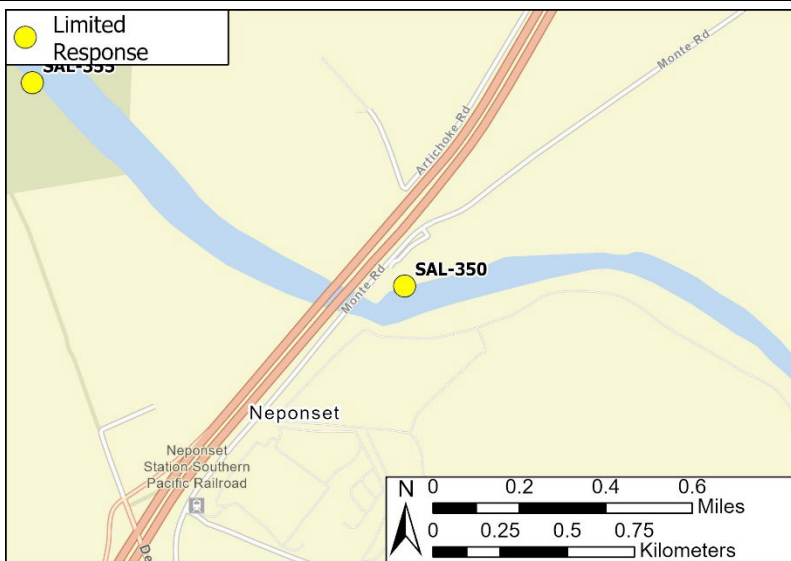 Limited
Response
SAL-355
Monte Rd
Artichoke Rd
SAL-350
Monte Rd
Neponset
Neponset
Station Southern
Pacific Railroad
De
N
0 0.2 0.4 0.6
Miles
0 0.25 0.5 0.75
Kilometers